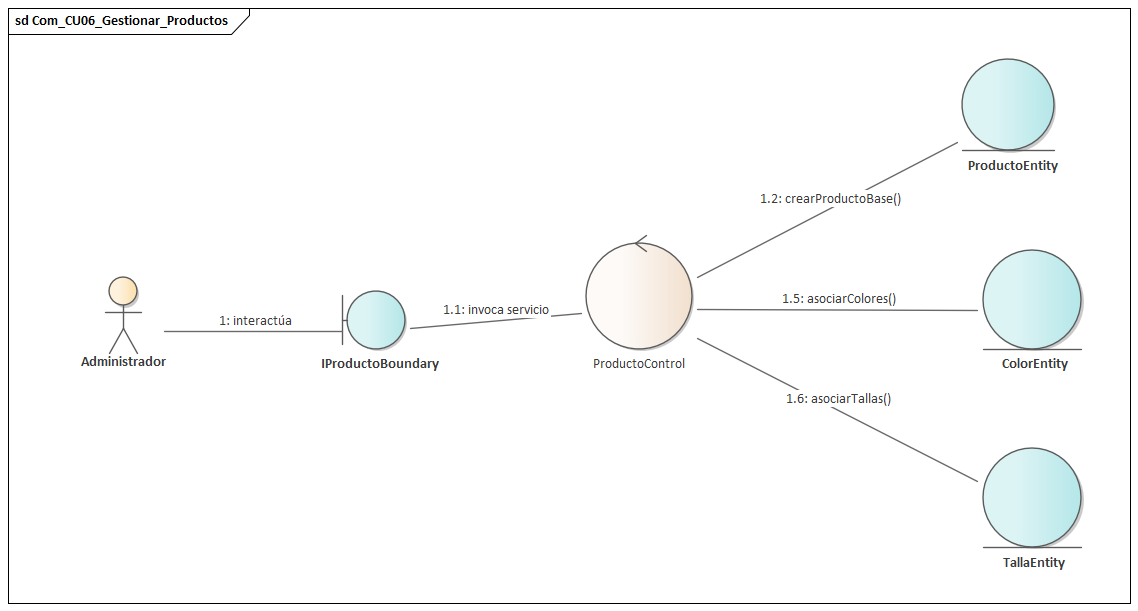 sd Com_CU06_Gestionar_Productos
ProductoEntity
1.2: crearProductoBase()
1.5: asociarColores()
1.1: invoca servicio
1: interactúa
Administrador
IProductoBoundary
ProductoControl
ColorEntity
1.6: asociarTallas()
TallaEntity